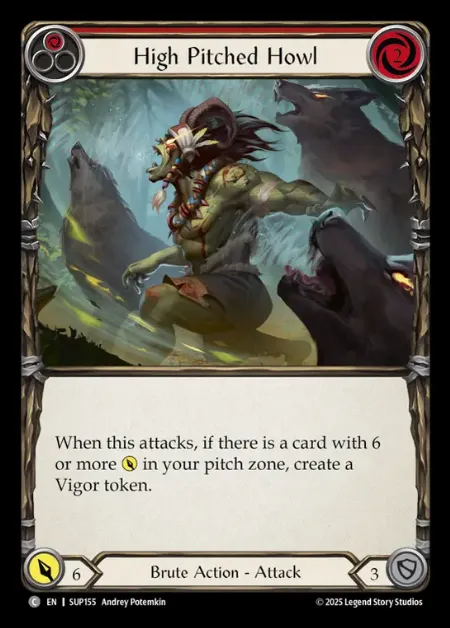 High Pitched Howl
2
When this attacks, if there is a card with 6
or more in your pitch zone, create a
Vigor token.
6
Brute Action - Attack
3
C EN | SUP155 Andrey Potemkin
© 2025 Legend Story Studios